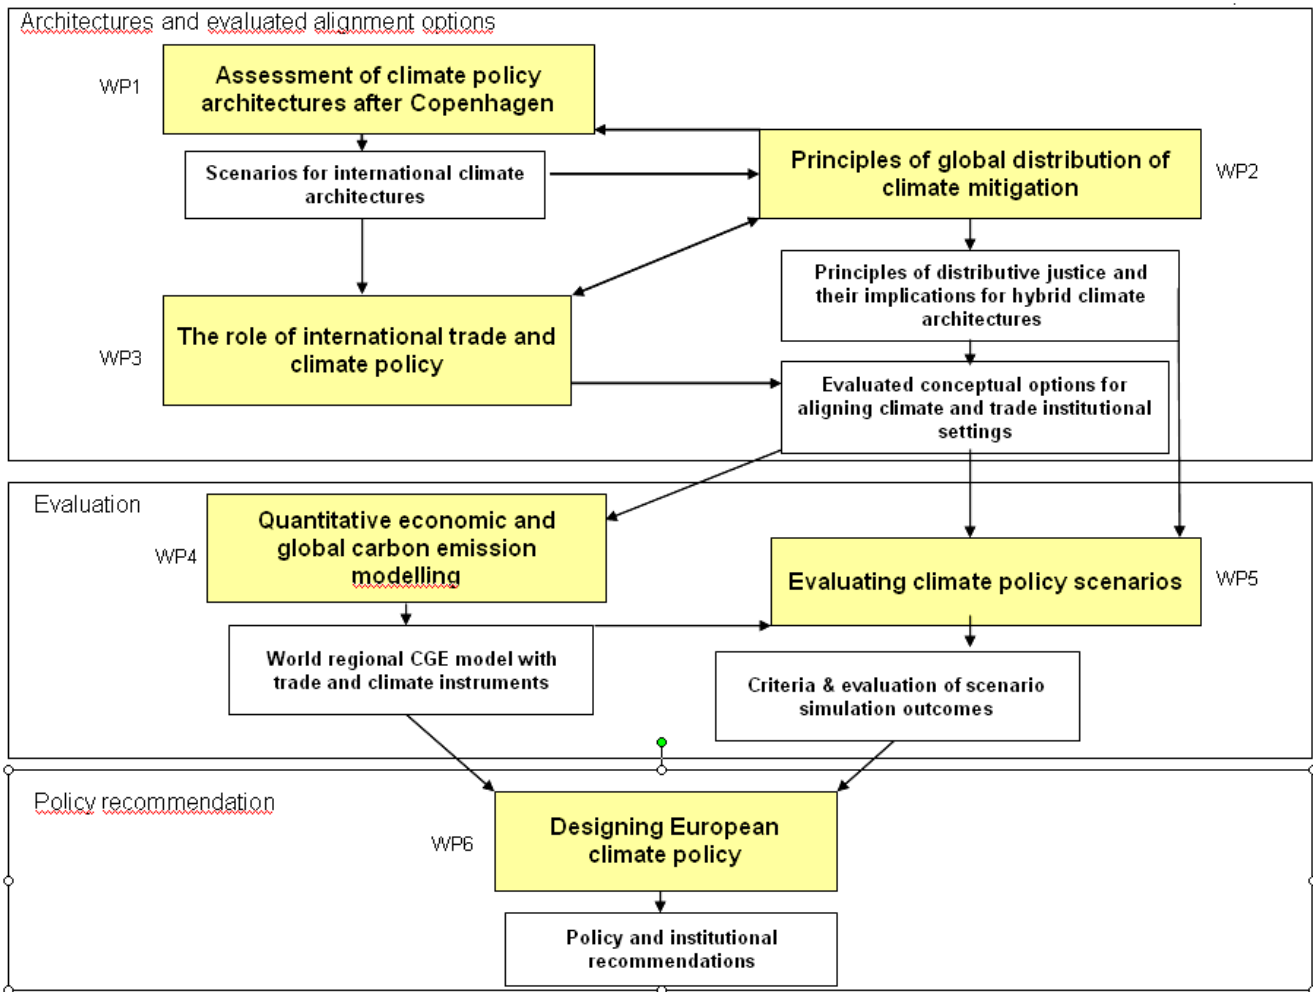 Architectures and evaluated alignment options
WP1
Assessment of climate policy
architectures after Copenhagen
Scenarios for international climate
architectures
Principles of global distribution of
climate mitigation
WP2
Principles of distributive justice and
their implications for hybrid climate
architectures
WP3
The role of international trade and
climate policy
Evaluated conceptual options for
aligning climate and trade institutional
settings
Evaluation
WP4
Quantitative economic and
global carbon emission
modelling
Evaluating climate policy scenarios
WP5
World regional CGE model with
trade and climate instruments
Criteria & evaluation of scenario
simulation outcomes
Policy recommendation
WP6
Designing European
climate policy
Policy and institutional
recommendations